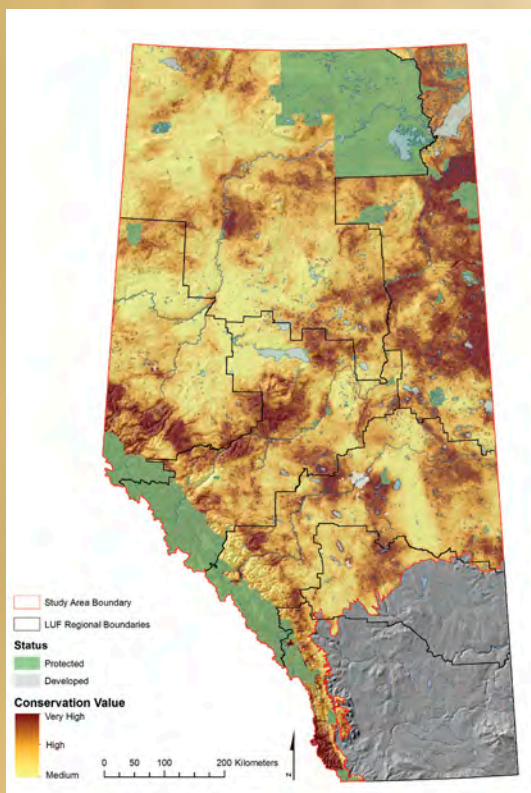 Study Area Boundary
LUF Regional Boundaries
Status
Protected
Developed
Conservation Value
Very High
High
Medium
0 50 100 200 Kilometers
N